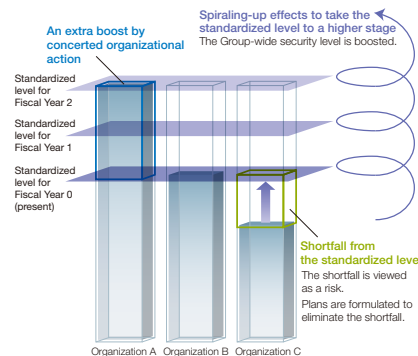 Spiraling-up effects to take the
standardized level to a higher stage
The Group-wide security level is boosted.
An extra boost by
concerted organizational
action
Standardized
level for
Fiscal Year 2
Standardized
level for
Fiscal Year 1
Standardized
level for
Fiscal Year 0
(present)
Shortfall from
the standardized level
The shortfall is viewed
as a risk.
Plans are formulated to
eliminate the shortfall.
Organization A
Organization B
Organization C